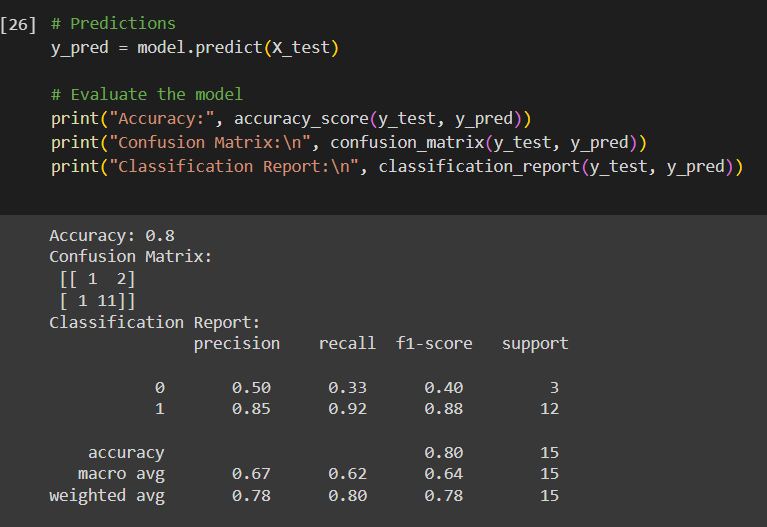 [26] # Predictions
y_pred = model.predict(X_test)
# Evaluate the model
print("Accuracy:", accuracy_score(y_test, y_pred))
print("Confusion Matrix:\n", confusion_matrix(y_test, y_pred))
print("Classification Report:\n", classification_report(y_test, y_pred))
Accuracy: 0.8
Confusion Matrix:
[[ 1  2]
[ 1 11]]
Classification Report:
precision    recall  f1-score   support
0       0.50      0.33      0.40         3
1       0.85      0.92      0.88        12
accuracy                           0.80        15
macro avg       0.67      0.62      0.64        15
weighted avg       0.78      0.80      0.78        15